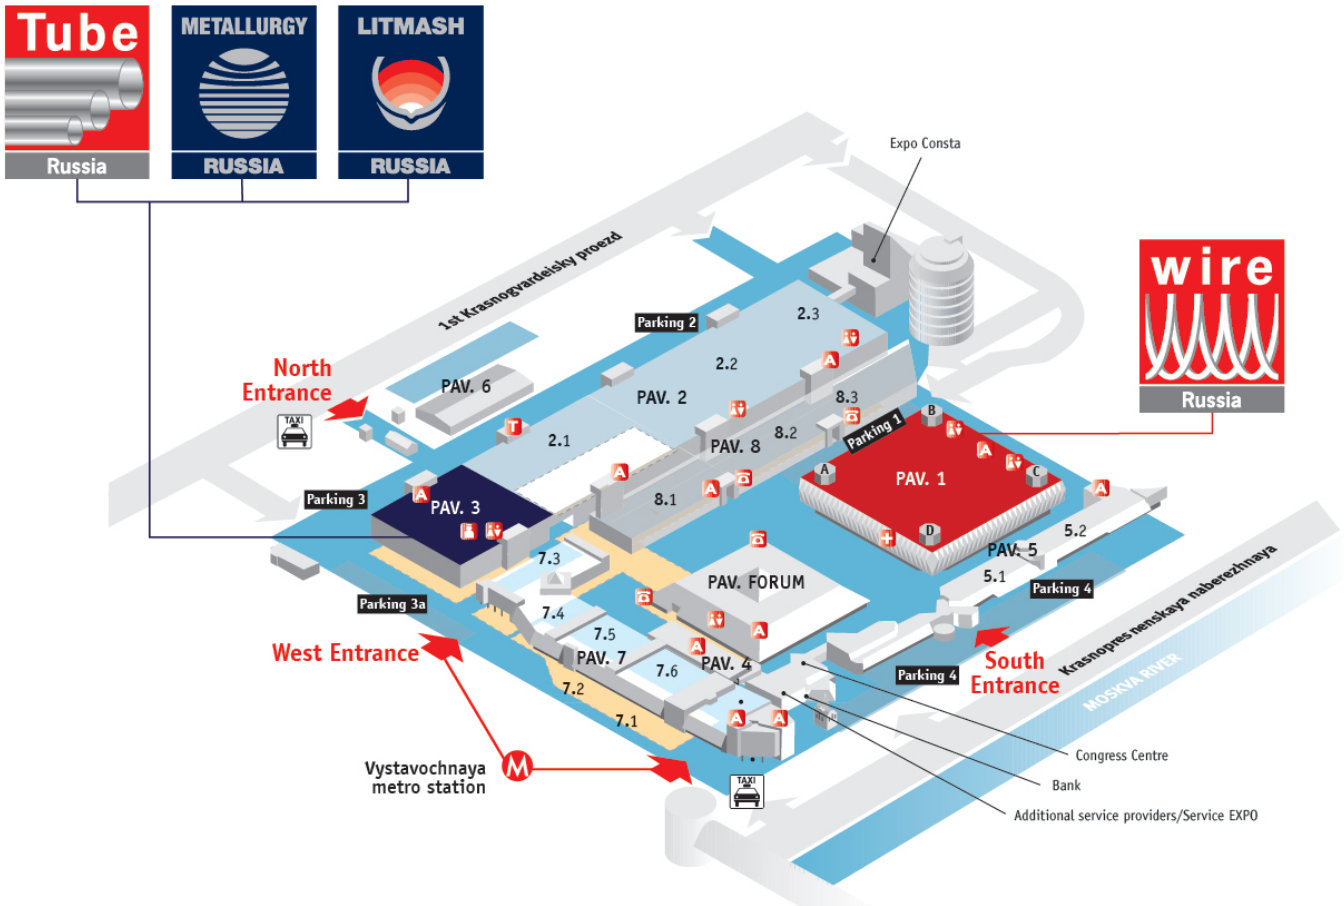 Tube
Russia
METALLURGY
RUSSIA
LITMASH
RUSSIA
Expo Consta
wire
Russia
1st Krasnogvardeisky proezd
Parking 2
2.3
2.2
PAV. 2
2.1
North
Entrance
TAXI
PAV. 6
T
A
8.3
8.2
PAV. 8
8.1
A
A
Parking 1
B
A
PAV. 1
A
C
D
A
Parking 3
A
PAV. 3
5.2
PAV. 5
5.1
Parking 4
7.3
PAV. FORUM
Parking 3a
7.4
7.5
PAV. 7
7.6
A
A
PAV. 4
7.2
7.1
West Entrance
South
Entrance
Parking 4
Krasnopres nenskaya naberezhnaya
MOSKVA RIVER
A
A
Vystavochnaya
metro station
M
TAXI
Congress Centre
Bank
Additional service providers/Service EXPO